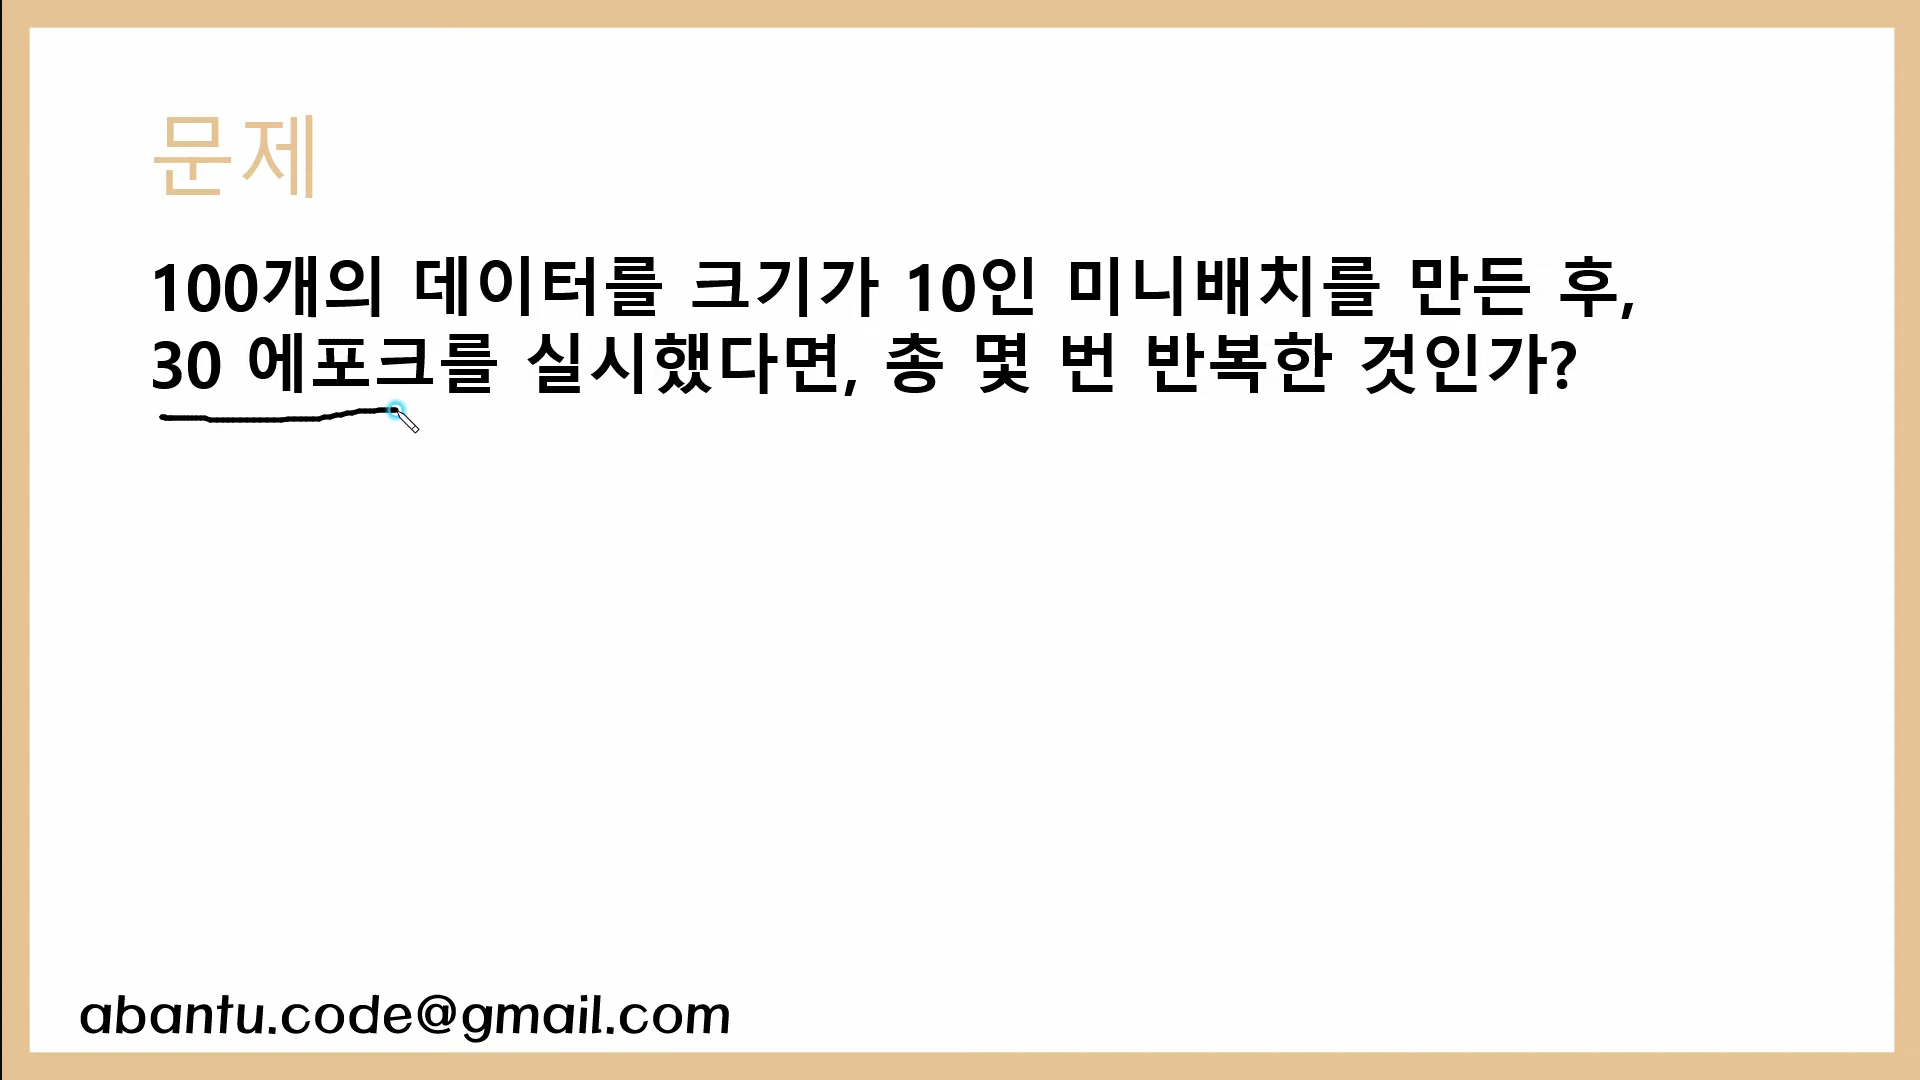 문제
100개의 데이터를 크기가 10인 미니배치를 만든 후,
30 에포크를 실시했다면, 총 몇 번 반복한 것인가?
abantu.code@gmail.com